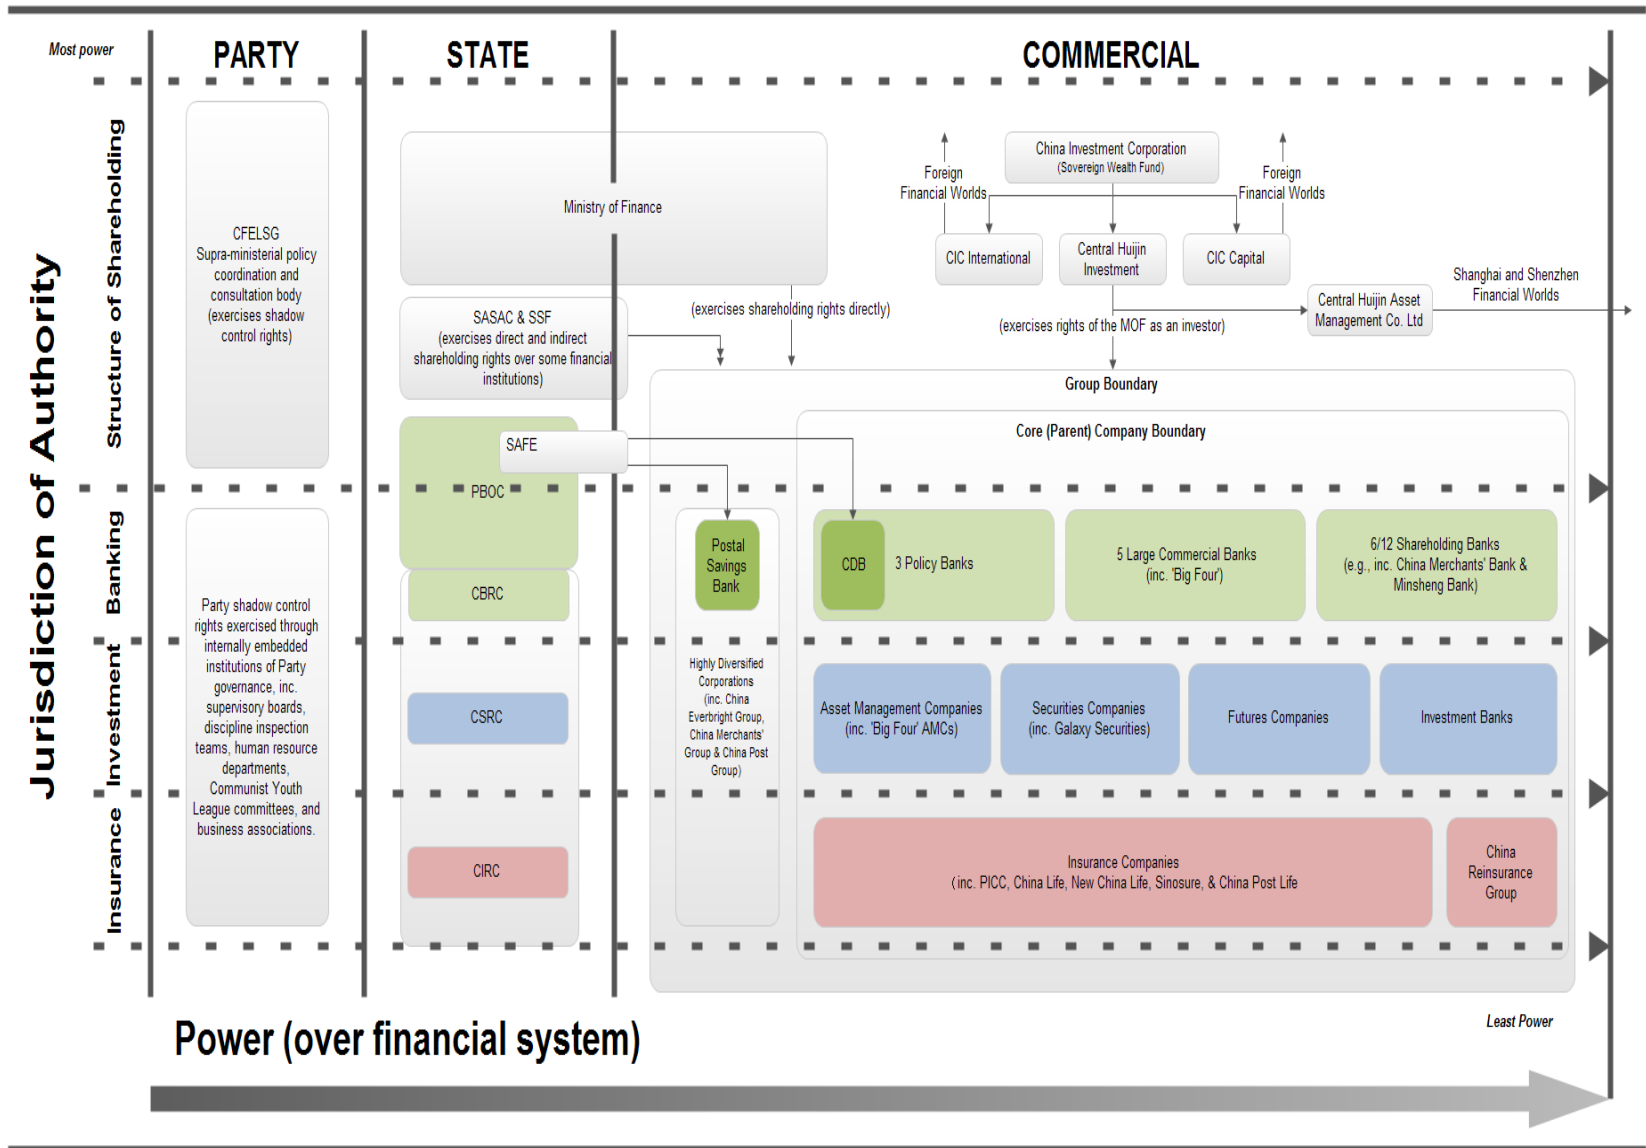 Most power
PARTY
STATE
COMMERCIAL
Jurisdiction of Authority
Structure of Shareholding
Banking
Investment
Insurance
CFELSG
Supra-ministerial policy
coordination and
consultation body
(exercises shadow
control rights)
Party shadow control
rights exercised through
internally embedded
institutions of Party
governance, inc.
supervisory boards,
discipline inspection
teams, human resource
departments,
Communist Youth
League committees, and
business associations.
Ministry of Finance
SASAC & SSF
(exercises direct and indirect
shareholding rights over some financial
institutions)
SAFE
PBOC
CBRC
CSRC
CIRC
(exercises shareholding rights directly)
China Investment Corporation
(Sovereign Wealth Fund)
Foreign
Financial Worlds
Foreign
Financial Worlds
CIC International
Central Huijin
Investment
CIC Capital
(exercises rights of the MOF as an investor)
Central Huijin Asset
Management Co. Ltd
Shanghai and Shenzhen
Financial Worlds
Group Boundary
Core (Parent) Company Boundary
Postal
Savings
Bank
CDB
3 Policy Banks
5 Large Commercial Banks
(inc. 'Big Four')
6/12 Shareholding Banks
(e.g., inc. China Merchants' Bank &
Minsheng Bank)
Highly Diversified
Corporations
(inc. China
Everbright Group,
China Merchants'
Group & China Post
Group)
Asset Management Companies
(inc. 'Big Four' AMCs)
Securities Companies
(inc. Galaxy Securities)
Futures Companies
Investment Banks
Insurance Companies
(inc. PICC, China Life, New China Life, Sinosure, & China Post Life
China
Reinsurance
Group
Least Power
Power (over financial system)